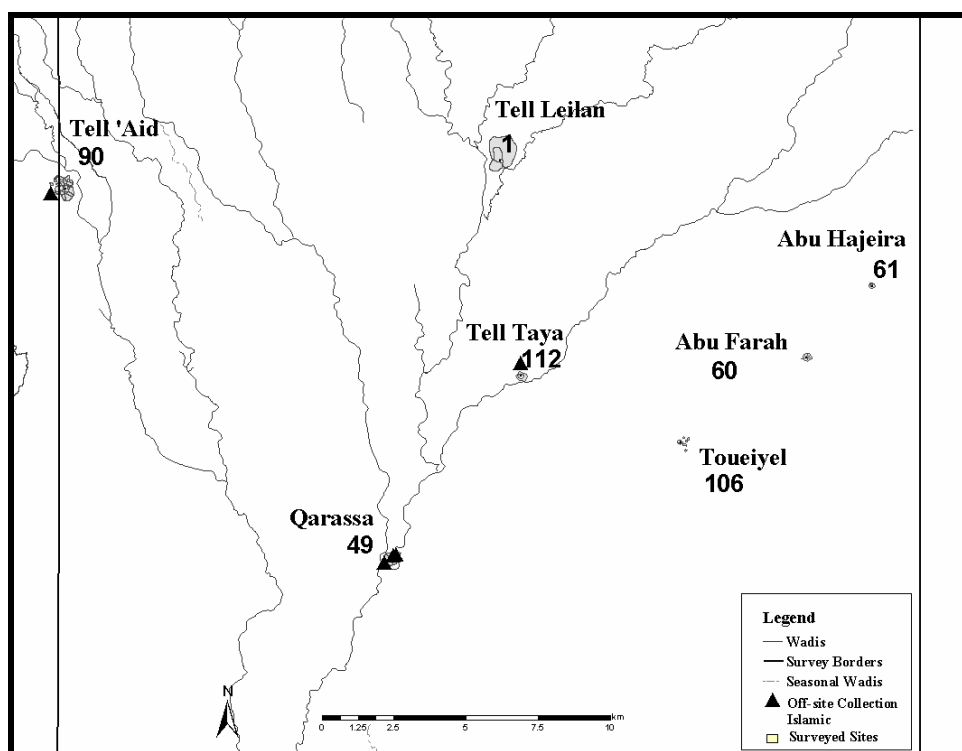 Tell Leilan
1
Tell 'Aid
90
Abu Hajeira
61
Tell Taya
112
Abu Farah
60
Toueiyel
106
Qarassa
49
N
km
0 1.25 2.5 5 7.5 10
Legend
Wadis
Survey Borders
Seasonal Wadis
Off-site Collection
Islamic
Surveyed Sites